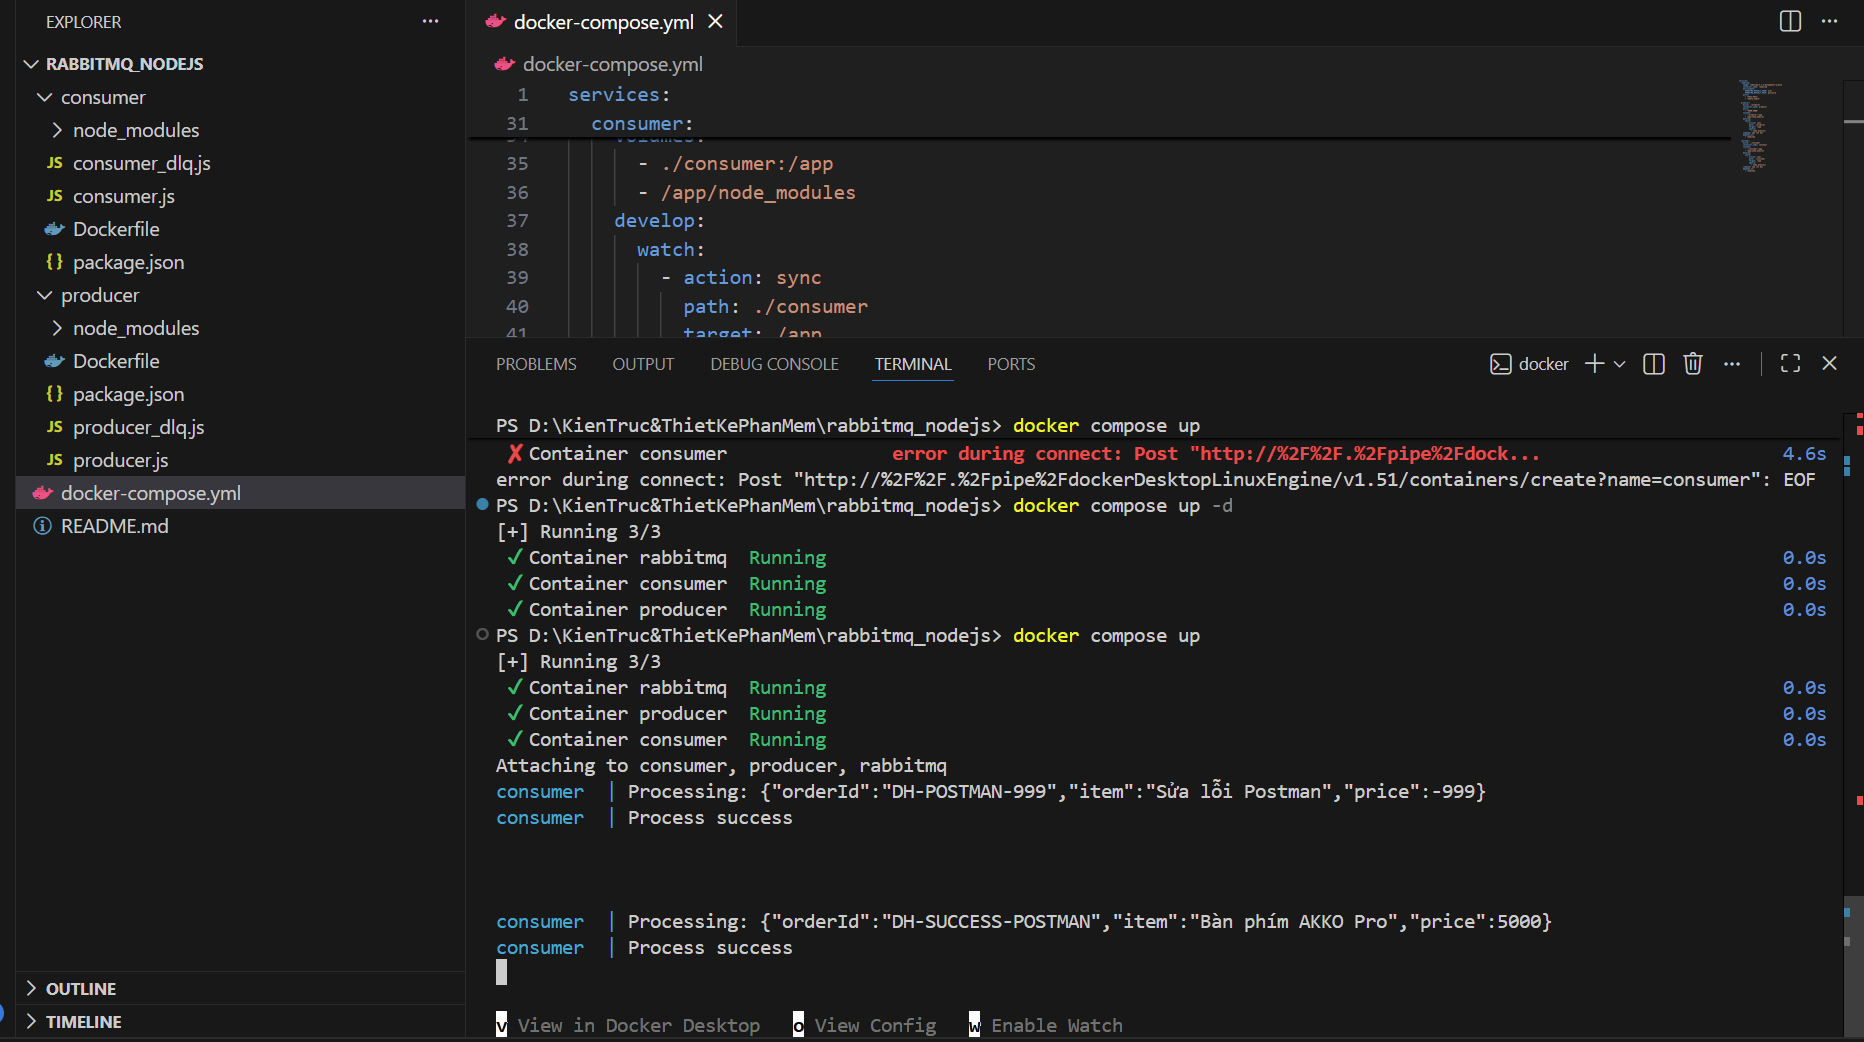 EXPLORER
RABBITMQ_NODEJS
consumer
node_modules
JS consumer_dlq.js
JS consumer.js
Dockerfile
{} package.json
producer
node_modules
Dockerfile
{} package.json
JS producer_dlq.js
JS producer.js
docker-compose.yml
README.md
OUTLINE
TIMELINE
docker-compose.yml
docker-compose.yml
1 services:
31 consumer:
35 - ./consumer:/app
36 - /app/node_modules
37 develop:
38 watch:
39 - action: sync
40 path: ./consumer
41 target: /app
PROBLEMS OUTPUT DEBUG CONSOLE TERMINAL PORTS docker
PS D:\KienTruc&ThietKePhanMem\rabbitmq_nodejs> docker compose up
✘ Container consumer error during connect: Post "http://%2F%2F.%2Fpipe%2Fdock... 4.6s
error during connect: Post "http://%2F%2F.%2Fpipe%2FdockerDesktopLinuxEngine/v1.51/containers/create?name=consumer": EOF
PS D:\KienTruc&ThietKePhanMem\rabbitmq_nodejs> docker compose up -d
[+] Running 3/3
✔ Container rabbitmq Running 0.0s
✔ Container consumer Running 0.0s
✔ Container producer Running 0.0s
PS D:\KienTruc&ThietKePhanMem\rabbitmq_nodejs> docker compose up
[+] Running 3/3
✔ Container rabbitmq Running 0.0s
✔ Container producer Running 0.0s
✔ Container consumer Running 0.0s
Attaching to consumer, producer, rabbitmq
consumer | Processing: {"orderId":"DH-POSTMAN-999","item":"Sửa lỗi Postman","price":-999}
consumer | Process success
consumer | Processing: {"orderId":"DH-SUCCESS-POSTMAN","item":"Bàn phím AKKO Pro","price":5000}
consumer | Process success
v View in Docker Desktop o View Config w Enable Watch